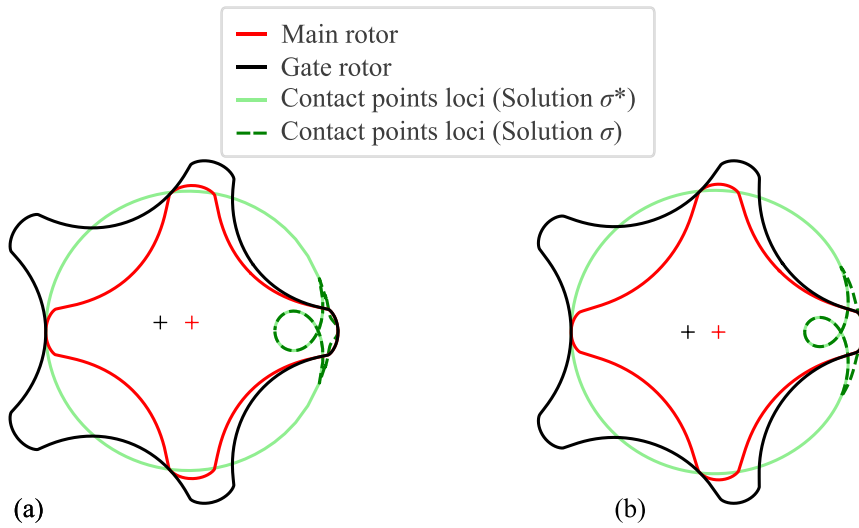 Main rotor
Gate rotor
Contact points loci (Solution σ*)
Contact points loci (Solution σ)
(a)
(b)